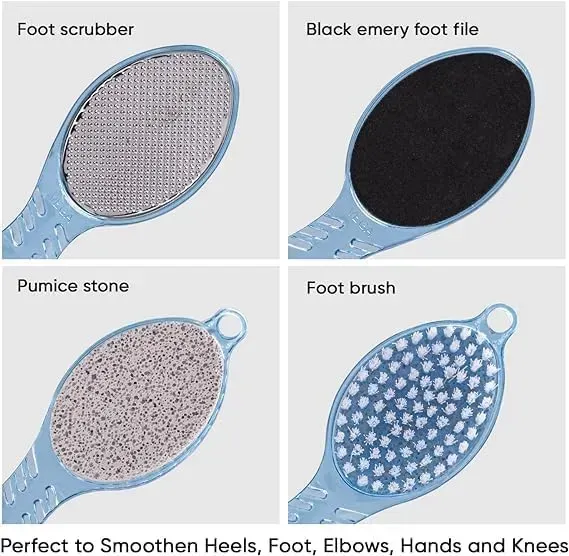 Foot scrubber
Black emery foot file
Pumice stone
Foot brush
Perfect to Smoothen Heels, Foot, Elbows, Hands and Knees